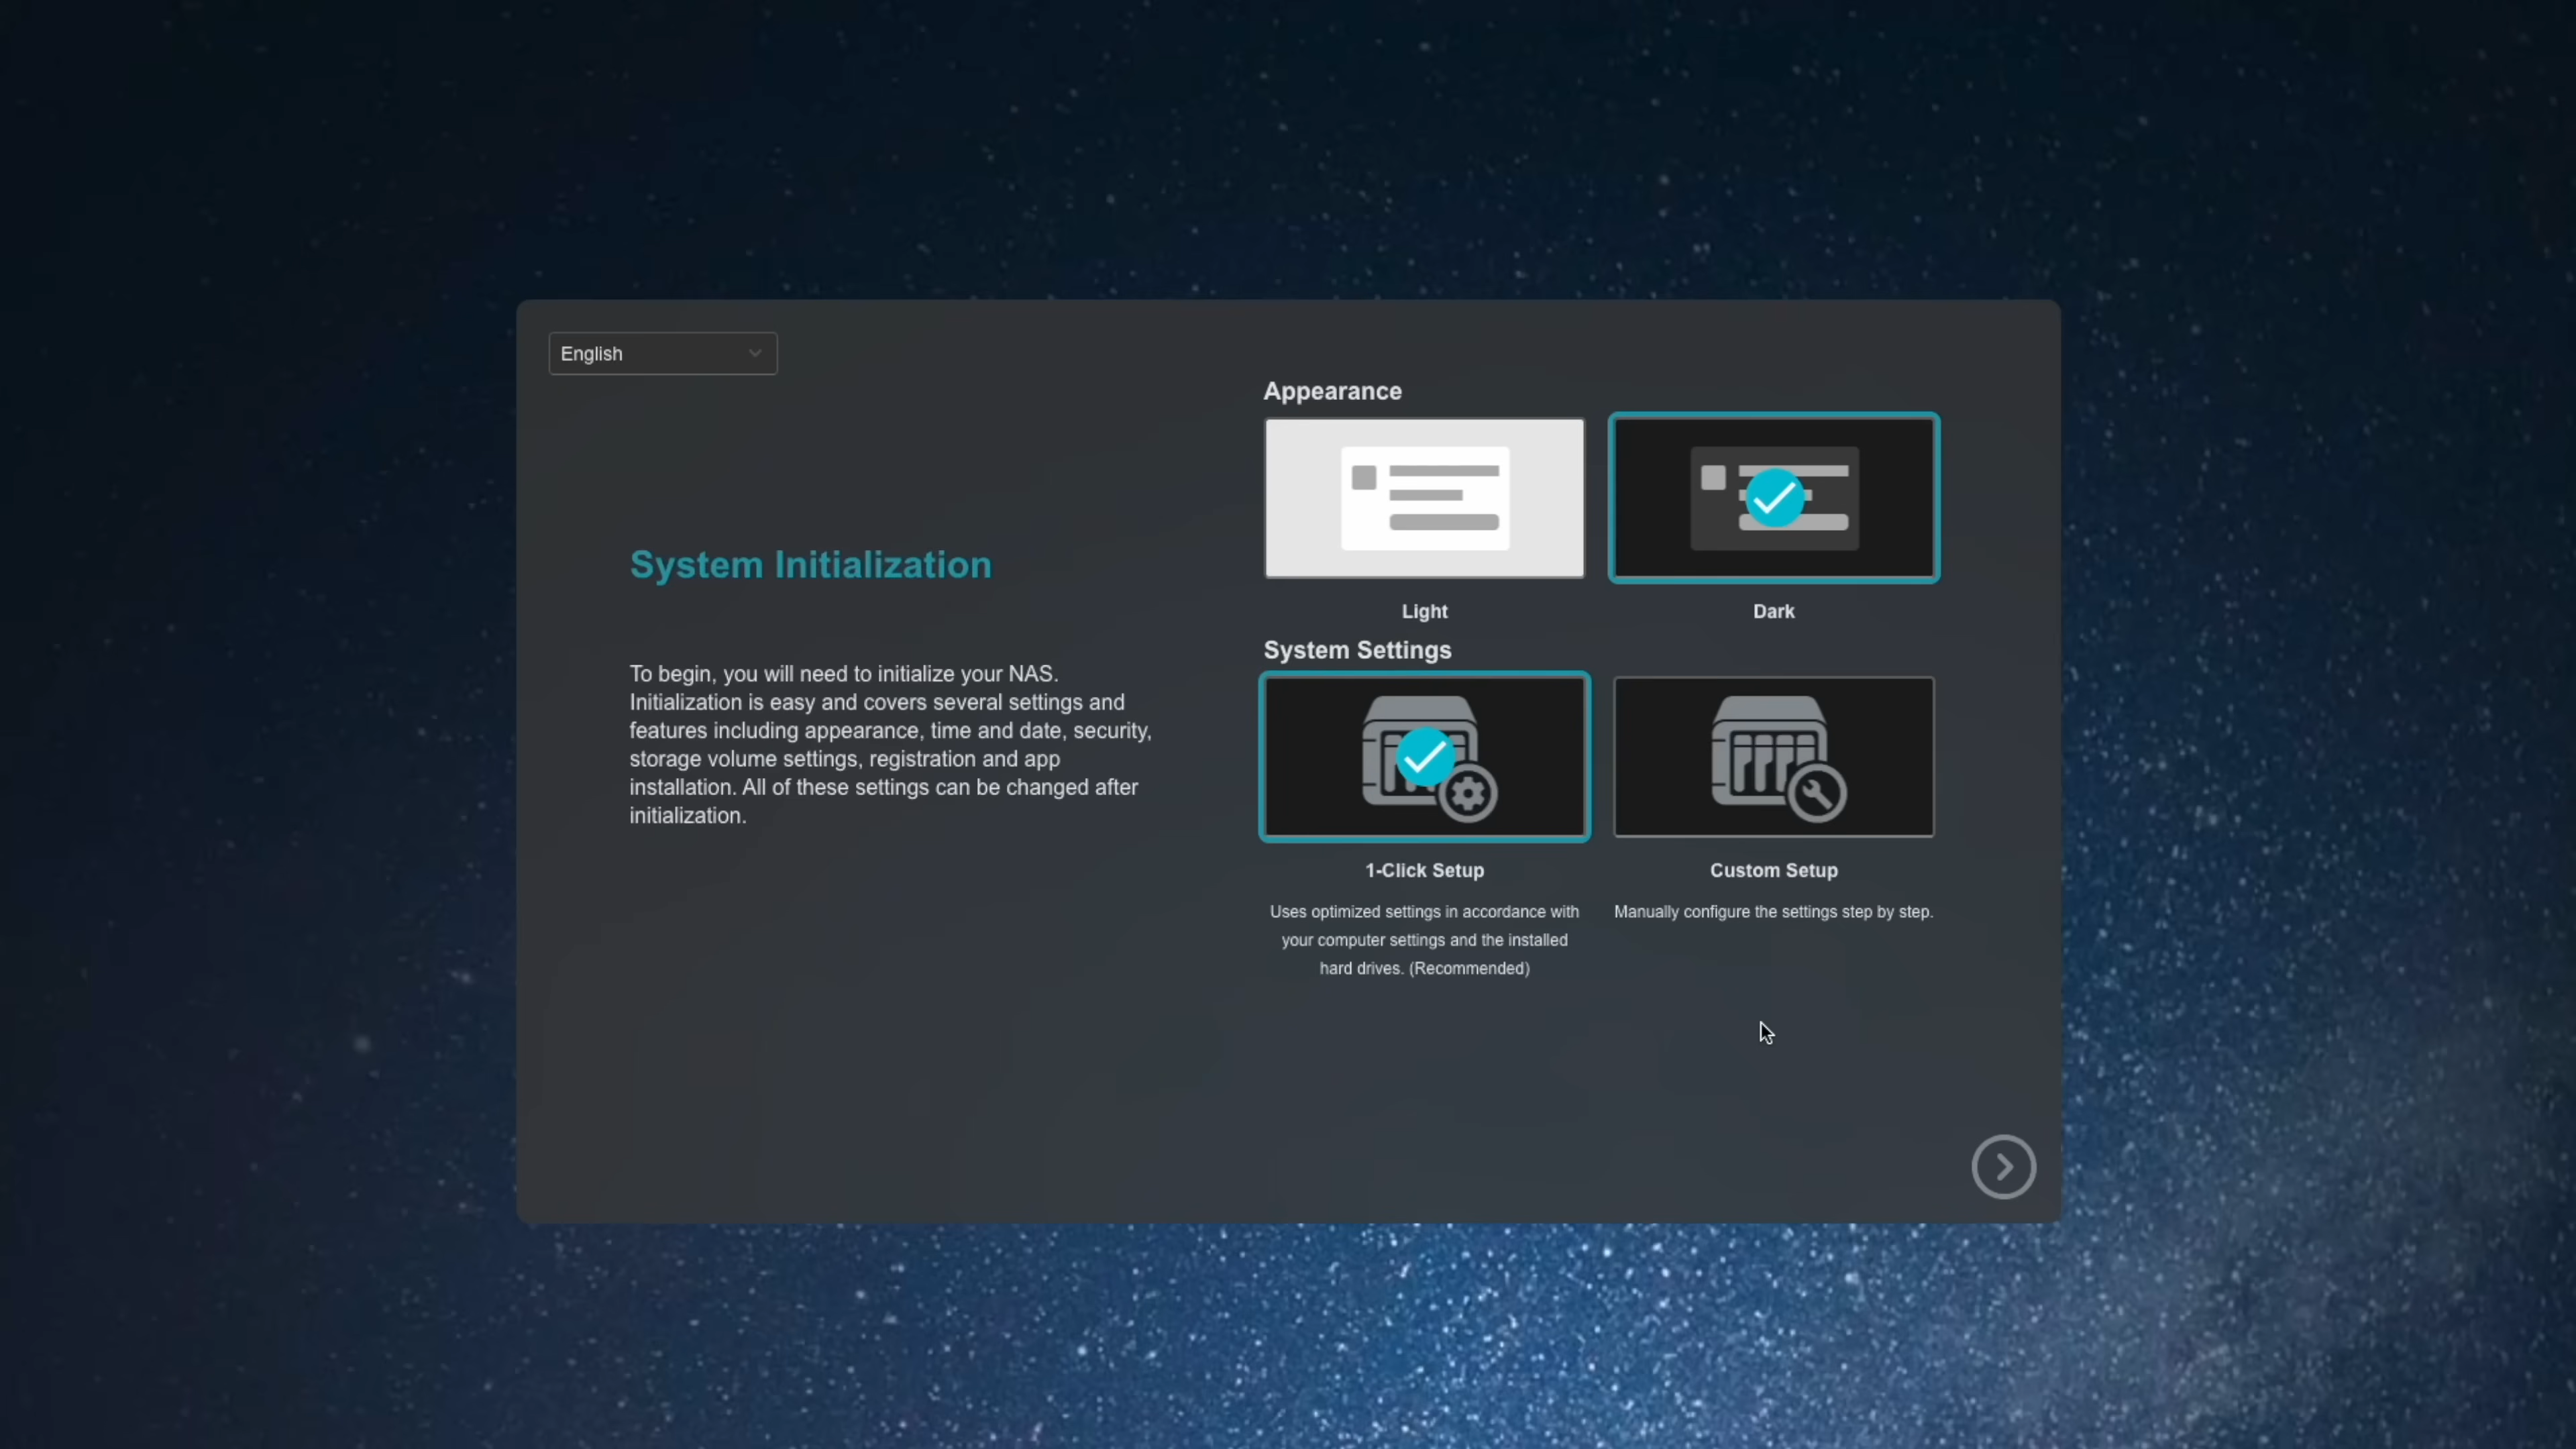 English
System Initialization
To begin, you will need to initialize your NAS.
Initialization is easy and covers several settings and
features including appearance, time and date, security,
storage volume settings, registration and app
installation. All of these settings can be changed after
initialization.
Appearance
Light
Dark
System Settings
1-Click Setup
Uses optimized settings in accordance with
your computer settings and the installed
hard drives. (Recommended)
Custom Setup
Manually configure the settings step by step.